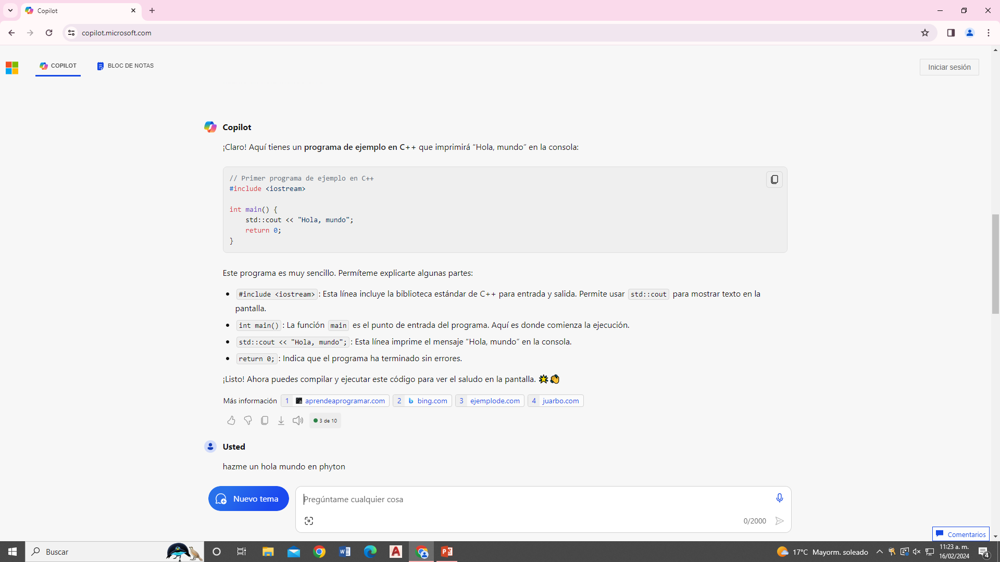 Copilot
copilot.microsoft.com
COPILOT
BLOC DE NOTAS
Iniciar sesión
Copilot
¡Claro! Aquí tienes un programa de ejemplo en C++ que imprimirá “Hola, mundo” en la consola:
// Primer programa de ejemplo en C++
#include <iostream>
int main() {
    std::cout << "Hola, mundo";
    return 0;
}
Este programa es muy sencillo. Permíteme explicarte algunas partes:
• #include <iostream>: Esta línea incluye la biblioteca estándar de C++ para entrada y salida. Permite usar std::cout para mostrar texto en la
pantalla.
• int main(): La función main es el punto de entrada del programa. Aquí es donde comienza la ejecución.
• std::cout << "Hola, mundo";: Esta línea imprime el mensaje “Hola, mundo” en la consola.
• return 0;: Indica que el programa ha terminado sin errores.
¡Listo! Ahora puedes compilar y ejecutar este código para ver el saludo en la pantalla. 🌟👏
Más información 1 aprendeaprogramar.com 2 bing.com 3 ejemplode.com 4 juarbo.com
3 de 10
Usted
hazme un hola mundo en phyton
Nuevo tema
Pregúntame cualquier cosa
0/2000
Comentarios
Buscar
17°C Mayorm. soleado
11:23 a. m.
16/02/2024
4